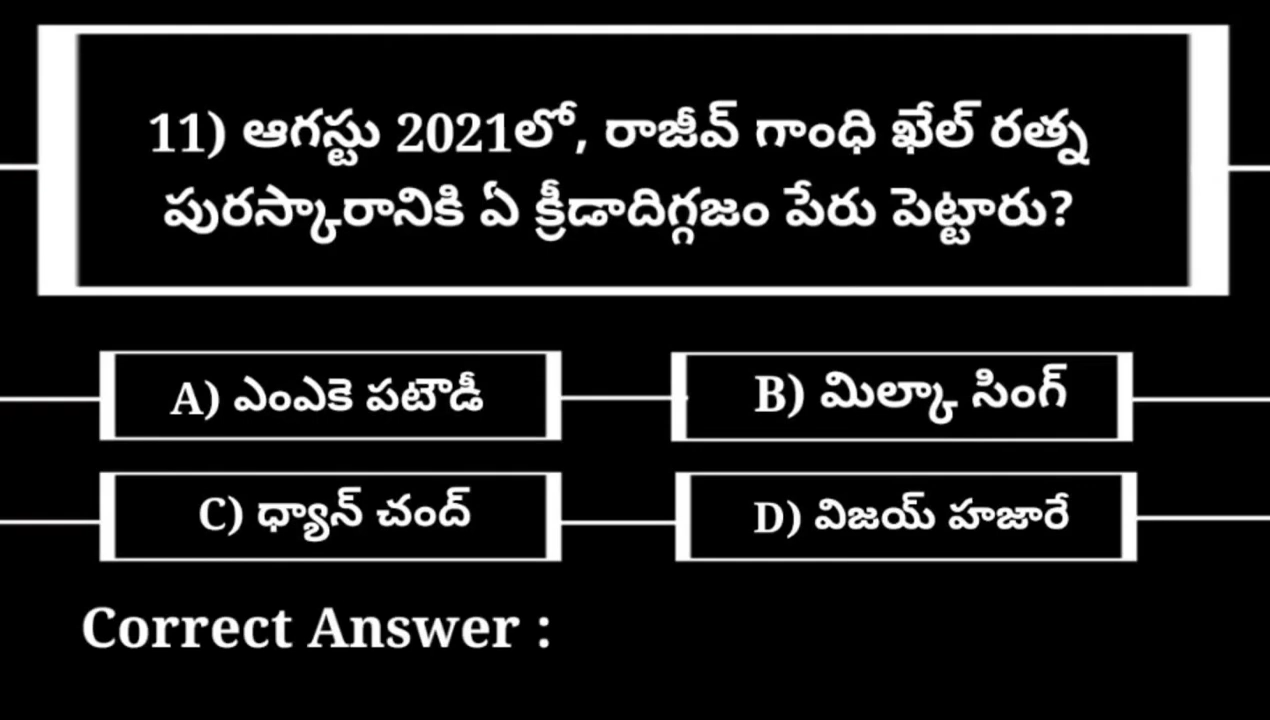 11) ఆగస్టు 2021లో, రాజీవ్ గాంధి ఖేల్ రత్న
పురస్కారానికి ఏ క్రీడాదిగ్గజం పేరు పెట్టారు?
A) ఎంఎకె పటౌడీ
B) మిల్కా సింగ్
C) ధ్యాన్ చంద్
D) విజయ్ హజారే
Correct Answer :